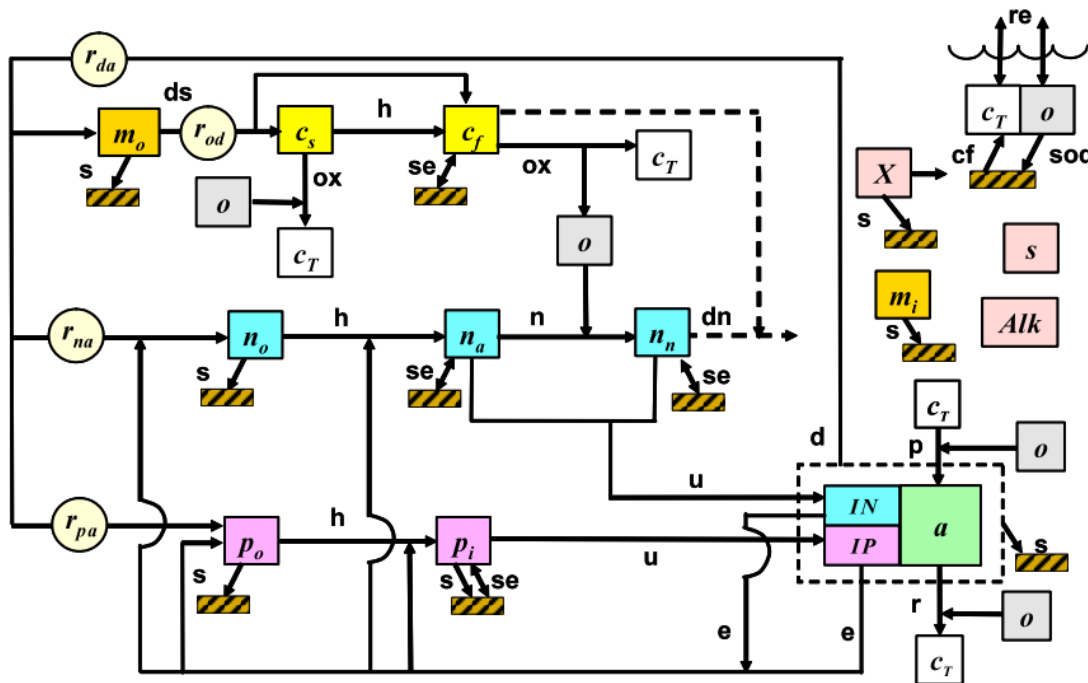 re
r_da
ds
c_T o
m_o r_od c_s h c_f
s ox se ox c_T cf sod
o X
c_T o s
s
m_i
r_na h n dn Alk
n_o n_a n_n s
s se se
c_T
d p o
u
r_pa h IN a
p_o p_i IP
s s se u s
r
e e o
c_T